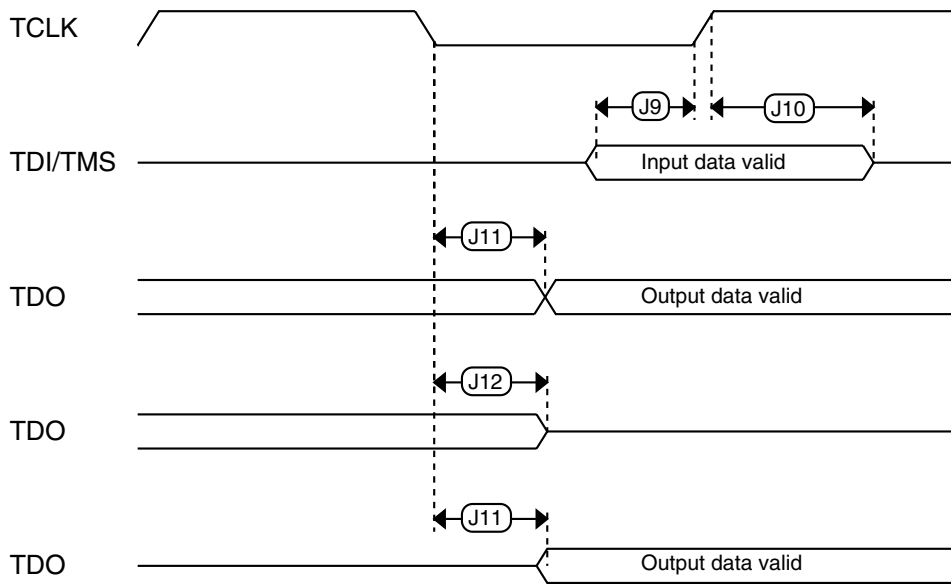 TCLK
J9
J10
TDI/TMS
Input data valid
J11
TDO
Output data valid
J12
TDO
J11
TDO
Output data valid